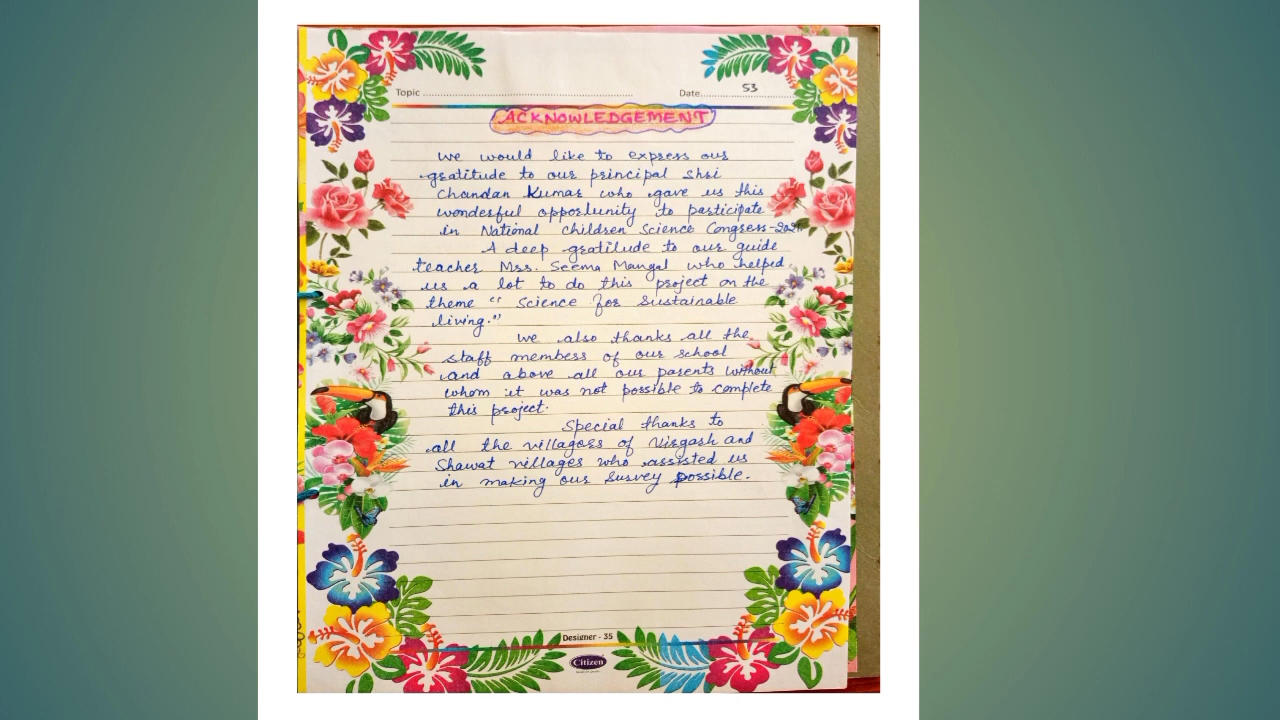 Topic
Date 53
ACKNOWLEDGEMENT
We would like to express our
gratitude to our principal shri
Chandan Kumar who gave us this
wonderful opportunity to participate
in National Children Science Congress-
A deep gratitude to our guide
teacher Mrs. Seema Mangal who helped
us a lot to do this project on the
theme “ Science for Sustainable
living.”
We also thanks all the
staff members of our school
and above all our parents without
whom it was not possible to complete
this project.
Special thanks to
all the villagers of Virgarh and
Shawat villages who assisted us
in making our survey possible.
Designer - 35
Citizen